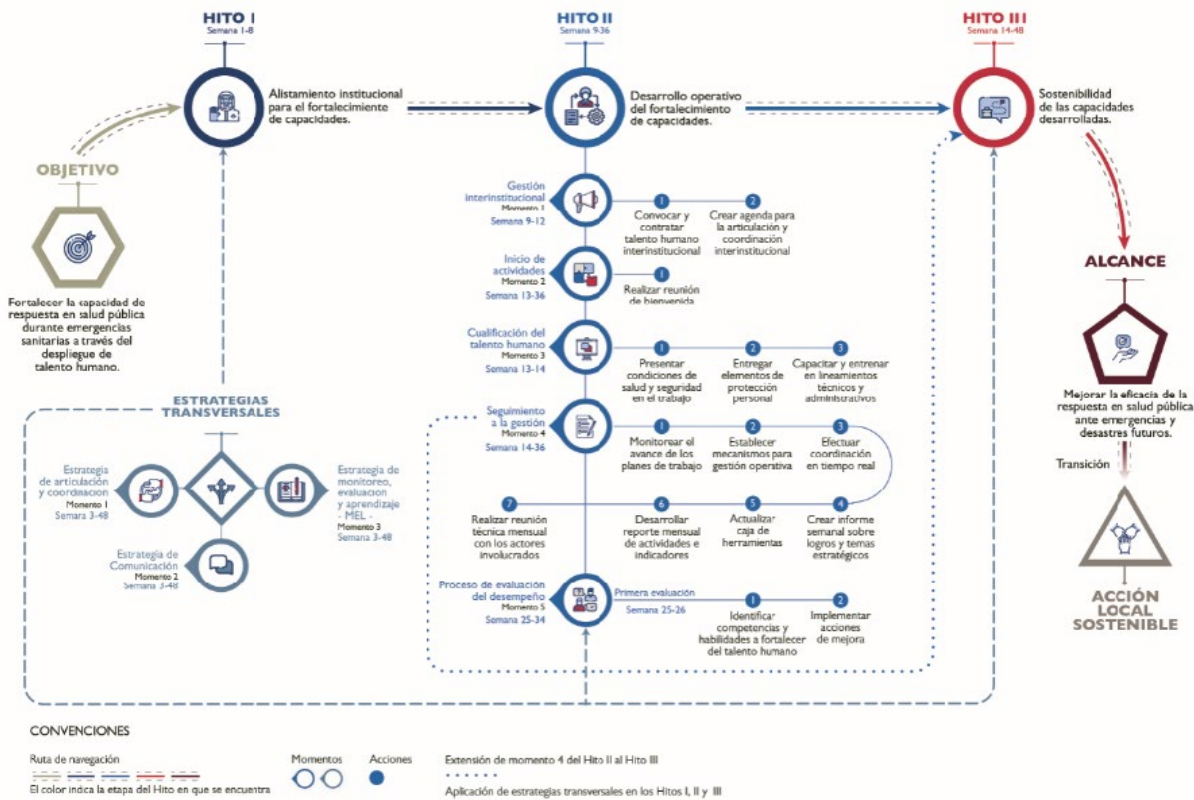 HITO I
Semana 1-8
HITO II
Semana 9-36
HITO III
Semana 14-48
Alistamiento institucional
para el fortalecimiento
de capacidades.
Desarrollo operativo
del fortalecimiento
de capacidades.
Sostenibilidad
de las capacidades
desarrolladas.
OBJETIVO
Fortalecer la capacidad de
respuesta en salud pública
durante emergencias
sanitarias a través del
despliegue de
talento humano.
Gestión
interinstitucional
Momento 1
Semana 9-12
1
Convocar y
contratar
talento humano
interinstitucional
2
Crear agenda para
la articulación y
coordinación
interinstitucional
Inicio de
actividades
Momento 2
Semana 13-36
1
Realizar reunión
de bienvenida
Cualificación del
talento humano
Momento 3
Semana 13-14
1
Presentar
condiciones de
salud y seguridad
en el trabajo
2
Entregar
elementos de
protección
personal
3
Capacitar y entrenar
en lineamientos
técnicos y
administrativos
Seguimiento
a la gestión
Momento 4
Semana 14-36
1
Monitorear el
avance de los
planes de trabajo
2
Establecer
mecanismos para
gestión operativa
3
Efectuar
coordinación
en tiempo real
7
Realizar reunión
técnica mensual
con los actores
involucrados
6
Desarrollar
reporte mensual
de actividades e
indicadores
5
Actualizar
caja de
herramientas
4
Crear informe
semanal sobre
logros y temas
estratégicos
Proceso de evaluación
del desempeño
Momento 5
Semana 25-34
Primera evaluación
Semana 25-26
1
Identificar
competencias y
habilidades a fortalecer
del talento humano
2
Implementar
acciones
de mejora
ESTRATEGIAS
TRANSVERSALES
Estrategia
de articulación
y coordinacion
Momento 1
Semana 3-48
Estrategia de
monitoreo,
evaluacion
y aprendizaje
- MEL -
Momento 3
Semana 3-48
Estrategia de
Comunicación
Momento 2
Semana 3-48
ALCANCE
Mejorar la eficacia de la
respuesta en salud pública
ante emergencias y
desastres futuros.
Transición
ACCIÓN
LOCAL
SOSTENIBLE
CONVENCIONES
Ruta de navegación
El color indica la etapa del Hito en que se encuentra
Momentos
Acciones
Extensión de momento 4 del Hito II al Hito III
Aplicación de estrategias transversales en los Hitos I, II y III